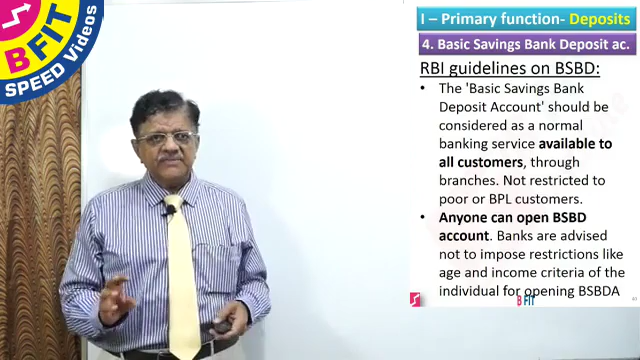 BFIT
SPEED Videos
I – Primary function- Deposits
4. Basic Savings Bank Deposit ac.
RBI guidelines on BSBD:
• The 'Basic Savings Bank
Deposit Account' should be
considered as a normal
banking service available to
all customers, through
branches. Not restricted to
poor or BPL customers.
• Anyone can open BSBD
account. Banks are advised
not to impose restrictions like
age and income criteria of the
individual for opening BSBDA
BFIT